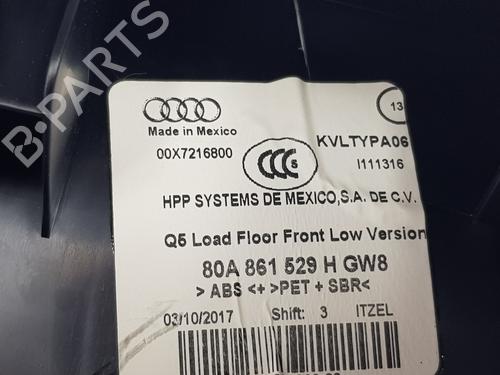 B-PARTS
13
Made in Mexico
KVLTYPA06
00X7216800
CCC S
I111316
HPP SYSTEMS DE MEXICO,S.A. DE C.V.
Q5 Load Floor Front Low Version
80A 861 529 H GW8
> ABS <+ >PET + SBR<
03/10/2017 Shift: 3 ITZEL